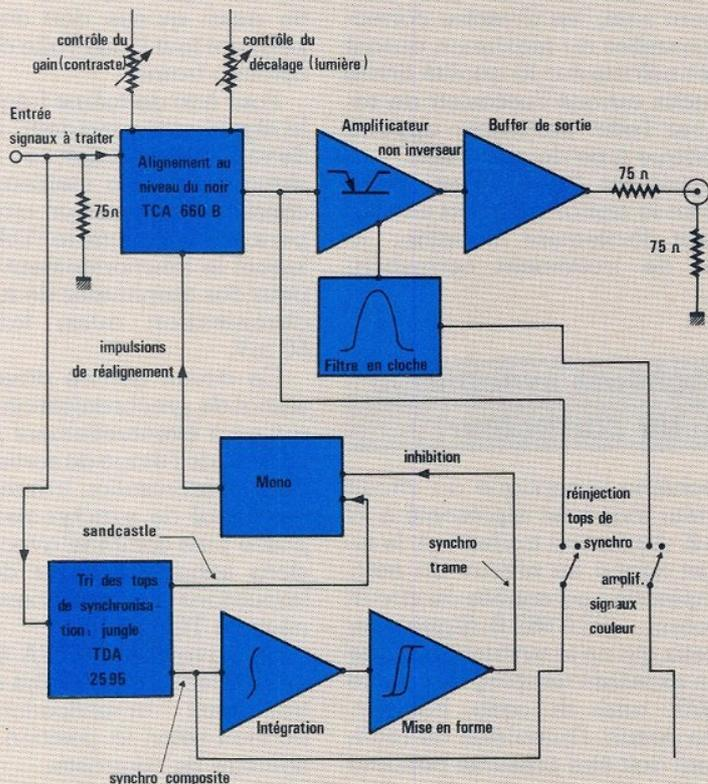 contrôle du
gain(contraste)
contrôle du
décalage (lumière)
Entrée
signaux à traiter
Alignement au
niveau du noir
TCA 660 B
75 Ω
Amplificateur
non inverseur
Buffer de sortie
75 Ω
75 Ω
Filtre en cloche
impulsions
de réalignement
Mono
inhibition
sandcastle
synchro
trame
réinjection
tops de
synchro
amplif.
signaux
couleur
Tri des tops
de synchronisa-
tion: jungle
TDA
2595
Intégration
Mise en forme
synchro composite